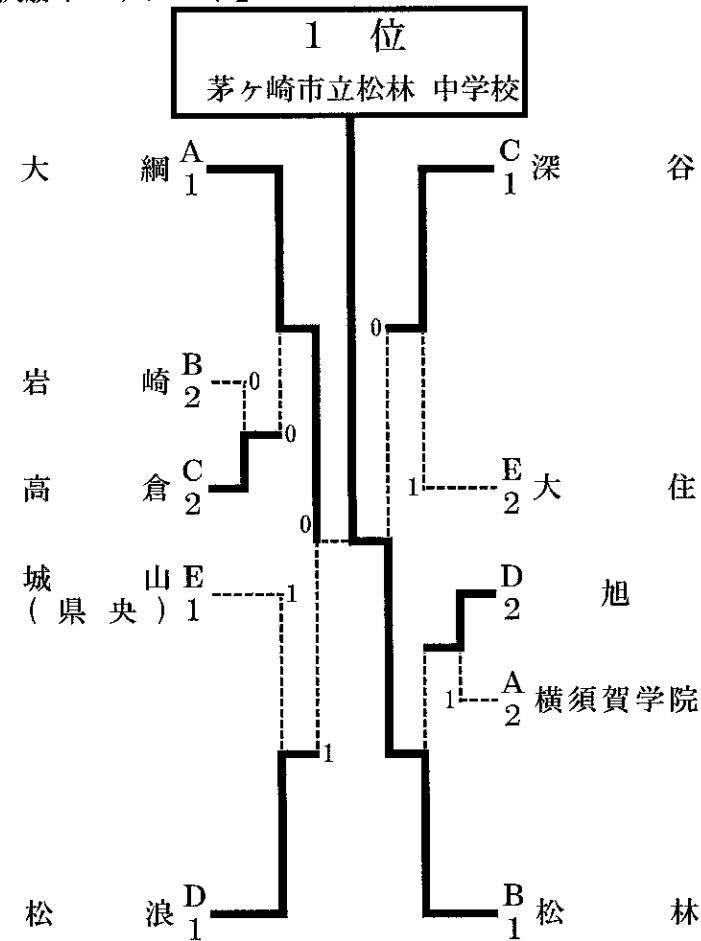 1 位
茅ヶ崎市立松林 中学校
大 綱 A 1
C 1 深 谷
0
岩 崎 B 2 0
0
高 倉 C 2
1 E 2 大 住
0
城 山 E 1 1
(県央)
D 2 旭
1 A 2 横須賀学院
1
松 浪 D 1
B 1 松 林